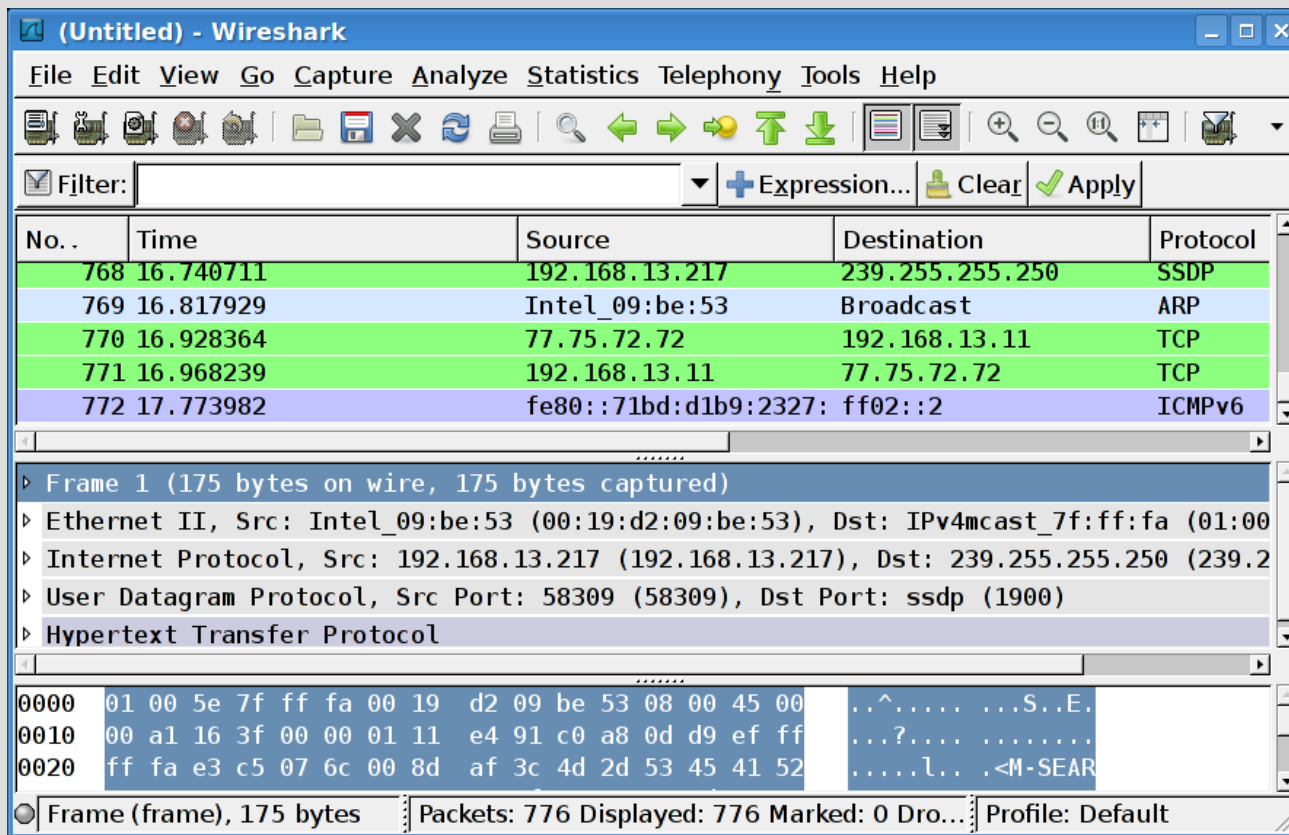 (Untitled) - Wireshark
File Edit View Go Capture Analyze Statistics Telephony Tools Help
Filter: Expression... Clear Apply
No. . Time Source Destination Protocol
768 16.740711 192.168.13.217 239.255.255.250 SSDP
769 16.817929 Intel_09:be:53 Broadcast ARP
770 16.928364 77.75.72.72 192.168.13.11 TCP
771 16.968239 192.168.13.11 77.75.72.72 TCP
772 17.773982 fe80::71bd:d1b9:2327: ff02::2 ICMPv6
Frame 1 (175 bytes on wire, 175 bytes captured)
Ethernet II, Src: Intel_09:be:53 (00:19:d2:09:be:53), Dst: IPv4mcast_7f:ff:fa (01:00
Internet Protocol, Src: 192.168.13.217 (192.168.13.217), Dst: 239.255.255.250 (239.2
User Datagram Protocol, Src Port: 58309 (58309), Dst Port: ssdp (1900)
Hypertext Transfer Protocol
0000 01 00 5e 7f ff fa 00 19 d2 09 be 53 08 00 45 00 ..^..... ...S..E.
0010 00 a1 16 3f 00 00 01 11 e4 91 c0 a8 0d d9 ef ff ...?.... ........
0020 ff fa e3 c5 07 6c 00 8d af 3c 4d 2d 53 45 41 52 .....l.. .<M-SEAR
Frame (frame), 175 bytes Packets: 776 Displayed: 776 Marked: 0 Dro... Profile: Default